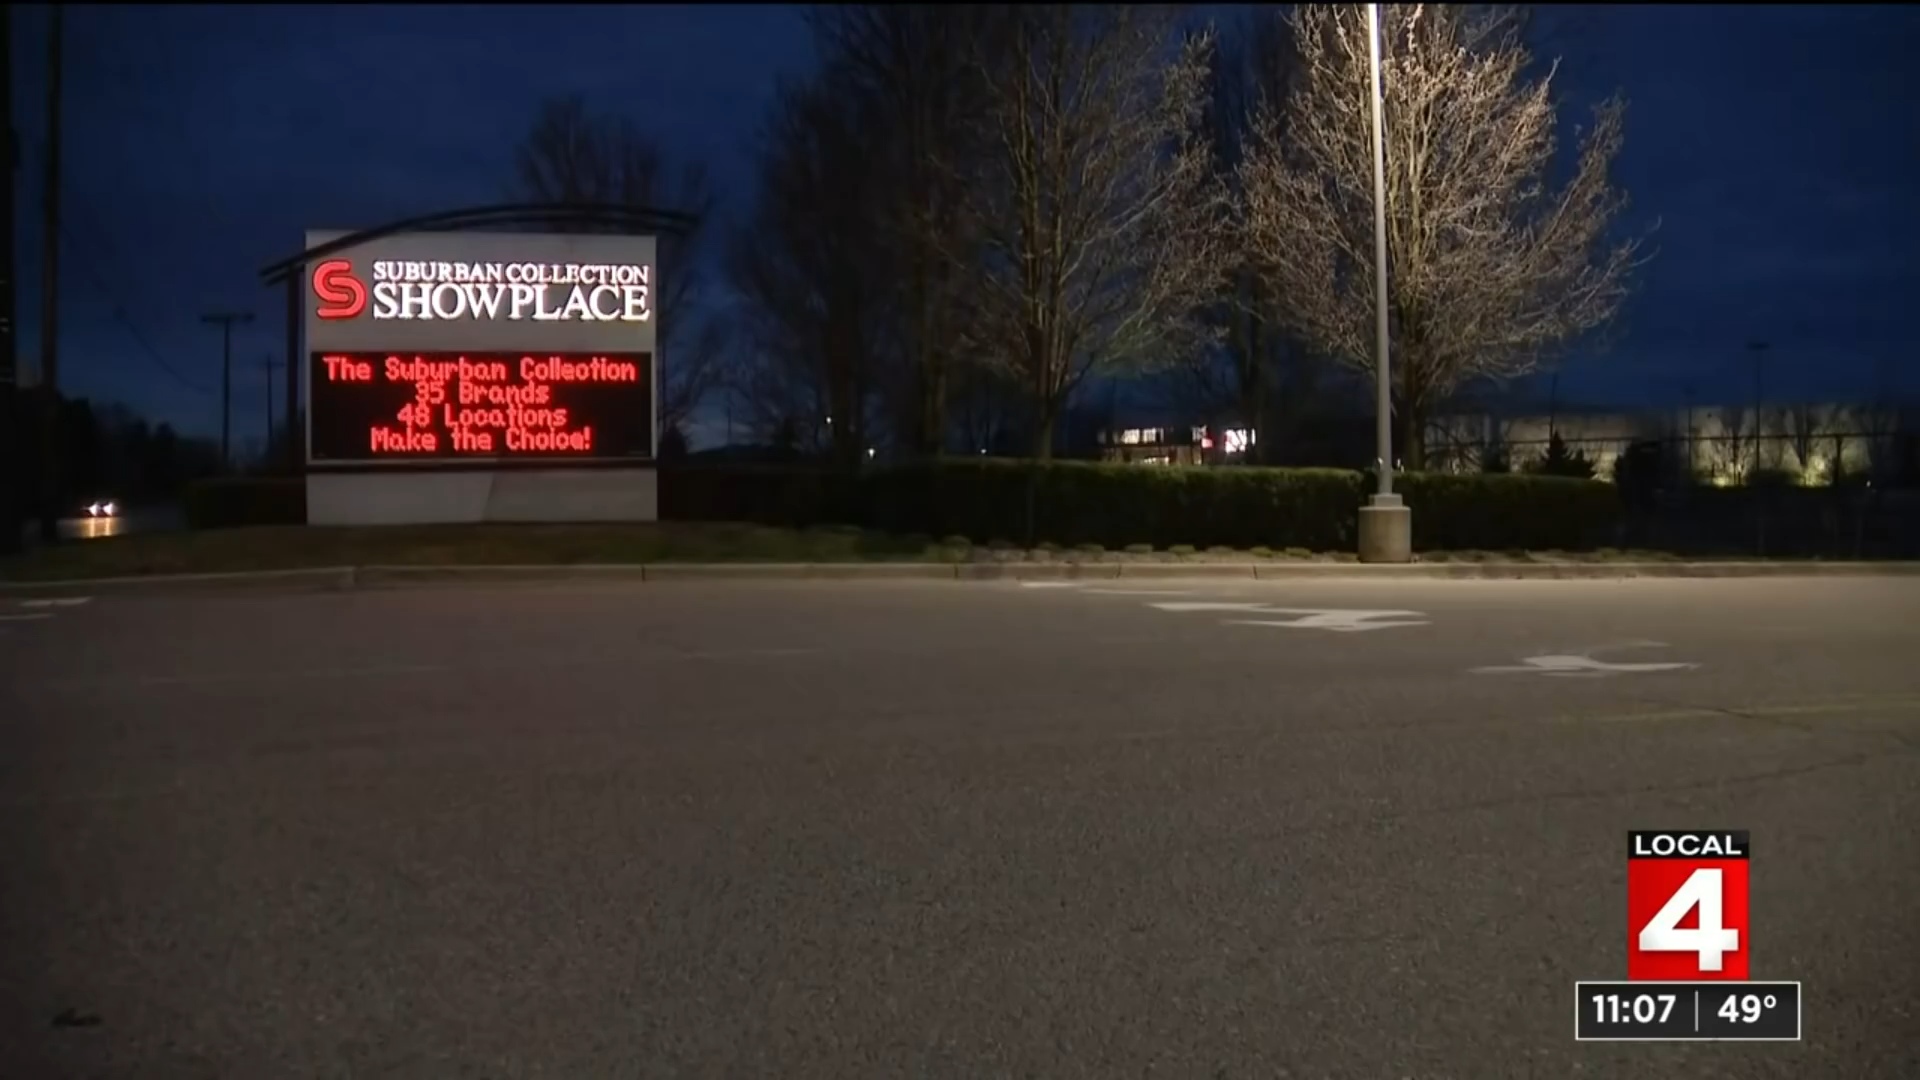 SUBURBAN COLLECTION
SHOWPLACE
The Suburban Collection
35 Brands
48 Locations
Make the Choice!
LOCAL
4
11:07 | 49°